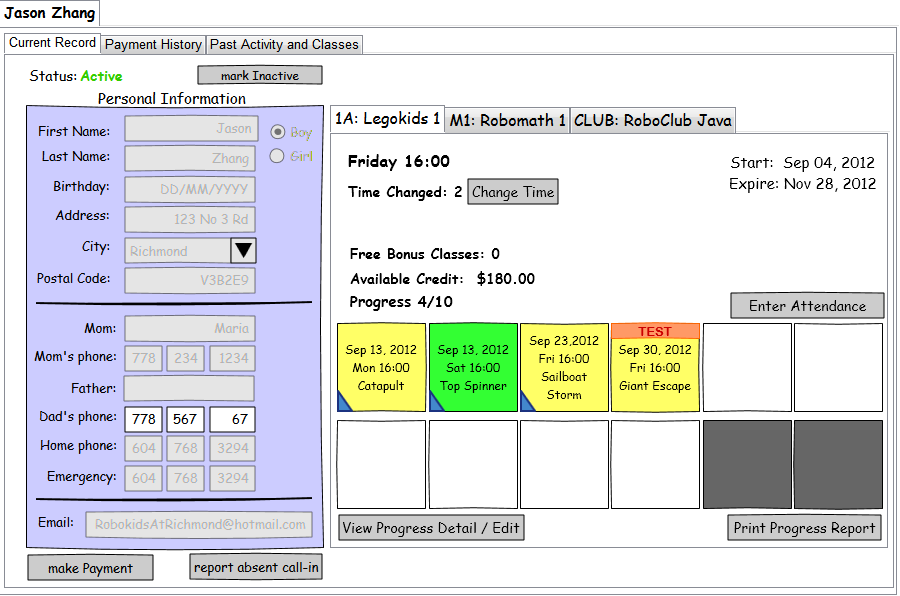 Jason Zhang
Current Record
Payment History
Past Activity and Classes
Status: Active
mark Inactive
Personal Information
First Name: Jason
Boy
Last Name: Zhang
Girl
Birthday: DD/MM/YYYY
Address: 123 No 3 Rd
City: Richmond
Postal Code: V3B2E9
Mom: Maria
Mom's phone: 778 234 1234
Father:
Dad's phone: 778 567 67
Home phone: 604 768 3294
Emergency: 604 768 3294
Email: RobokidsAtRichmond@hotmail.com
make Payment
report absent call-in
1A: Legokids 1
M1: Robomath 1
CLUB: RoboClub Java
Friday 16:00
Start: Sep 04, 2012
Expire: Nov 28, 2012
Time Changed: 2
Change Time
Free Bonus Classes: 0
Available Credit: $180.00
Progress 4/10
Enter Attendance
Sep 13, 2012
Mon 16:00
Catapult
Sep 13, 2012
Sat 16:00
Top Spinner
Sep 23,2012
Fri 16:00
Sailboat
Storm
TEST
Sep 30, 2012
Fri 16:00
Giant Escape
View Progress Detail / Edit
Print Progress Report